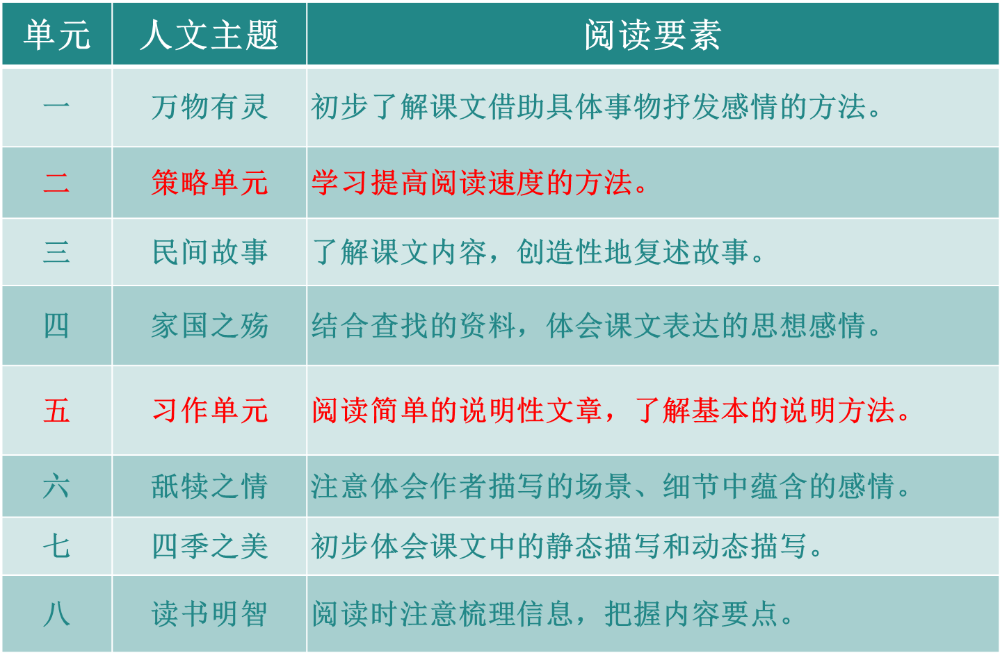 单元 人文主题 阅读要素
一 万物有灵 初步了解课文借助具体事物抒发感情的方法。
二 策略单元 学习提高阅读速度的方法。
三 民间故事 了解课文内容，创造性地复述故事。
四 家国之殇 结合查找的资料，体会课文表达的思想感情。
五 习作单元 阅读简单的说明性文章，了解基本的说明方法。
六 舐犊之情 注意体会作者描写的场景、细节中蕴含的感情。
七 四季之美 初步体会课文中的静态描写和动态描写。
八 读书明智 阅读时注意梳理信息，把握内容要点。